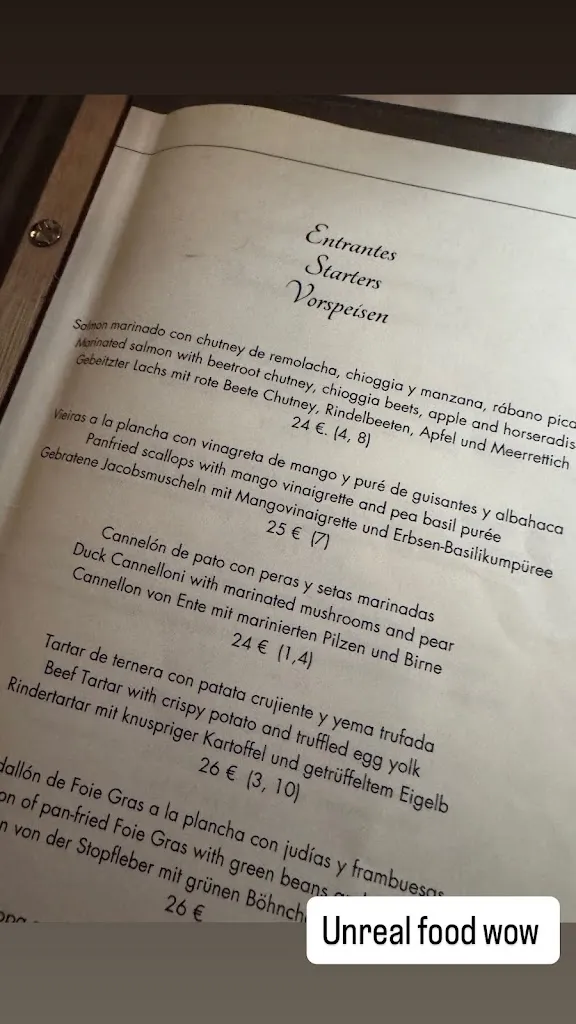 Entrantes
Starters
Vorspeisen
Salmon marinado con chutney de remolacha, chioggia y manzana, rábano pica
Marinated salmon with beetroot chutney, chioggia beets, apple and horseradis
Gebeitzter Lachs mit rote Beete Chutney, Rindelbeeten, Apfel und Meerrettich
24 €. (4, 8)
Vieiras a la plancha con vinagreta de mango y puré de guisantes y albahaca
Panfried scallops with mango vinaigrette and pea basil purée
Gebratene Jacobsmuscheln mit Mangovinaigrette und Erbsen-Basilikumpüree
25 € (7)
Cannelón de pato con peras y setas marinadas
Duck Cannelloni with marinated mushrooms and pear
Cannellon von Ente mit marinierten Pilzen und Birne
24 € (1,4)
Tartar de ternera con patata crujiente y yema trufada
Beef Tartar with crispy potato and truffled egg yolk
Rindertartar mit knuspriger Kartoffel und getrüffeltem Eigelb
26 € (3, 10)
dallón de Foie Gras a la plancha con judías y frambuesas
on of pan-fried Foie Gras with green beans
n von der Stopfleber mit grünen Böhnch
26 €
Unreal food wow